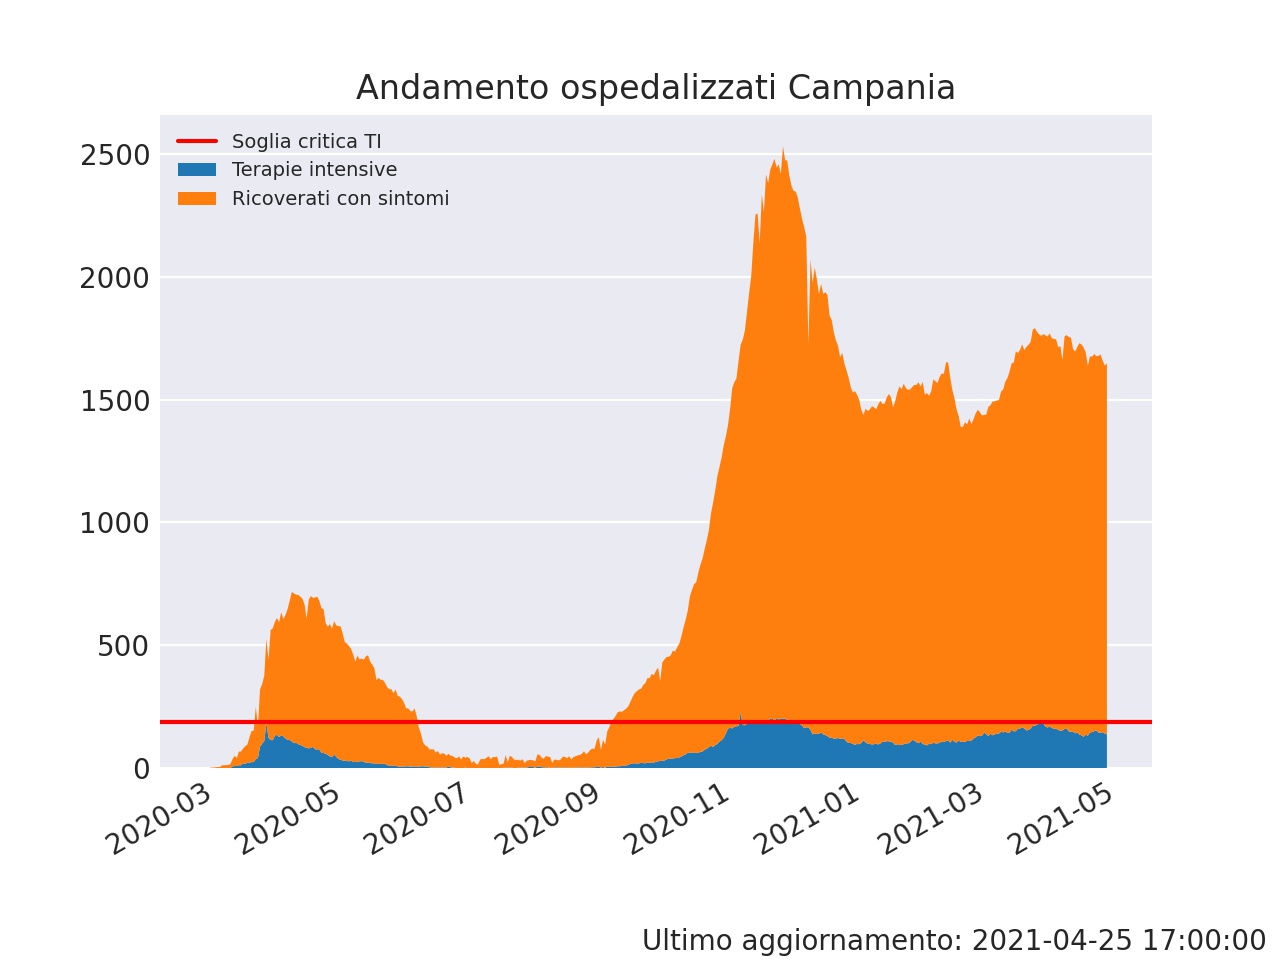 Andamento ospedalizzati Campania
Soglia critica TI
Terapie intensive
Ricoverati con sintomi
2500
2000
1500
1000
500
0
2020-03
2020-05
2020-07
2020-09
2020-11
2021-01
2021-03
2021-05
Ultimo aggiornamento: 2021-04-25 17:00:00